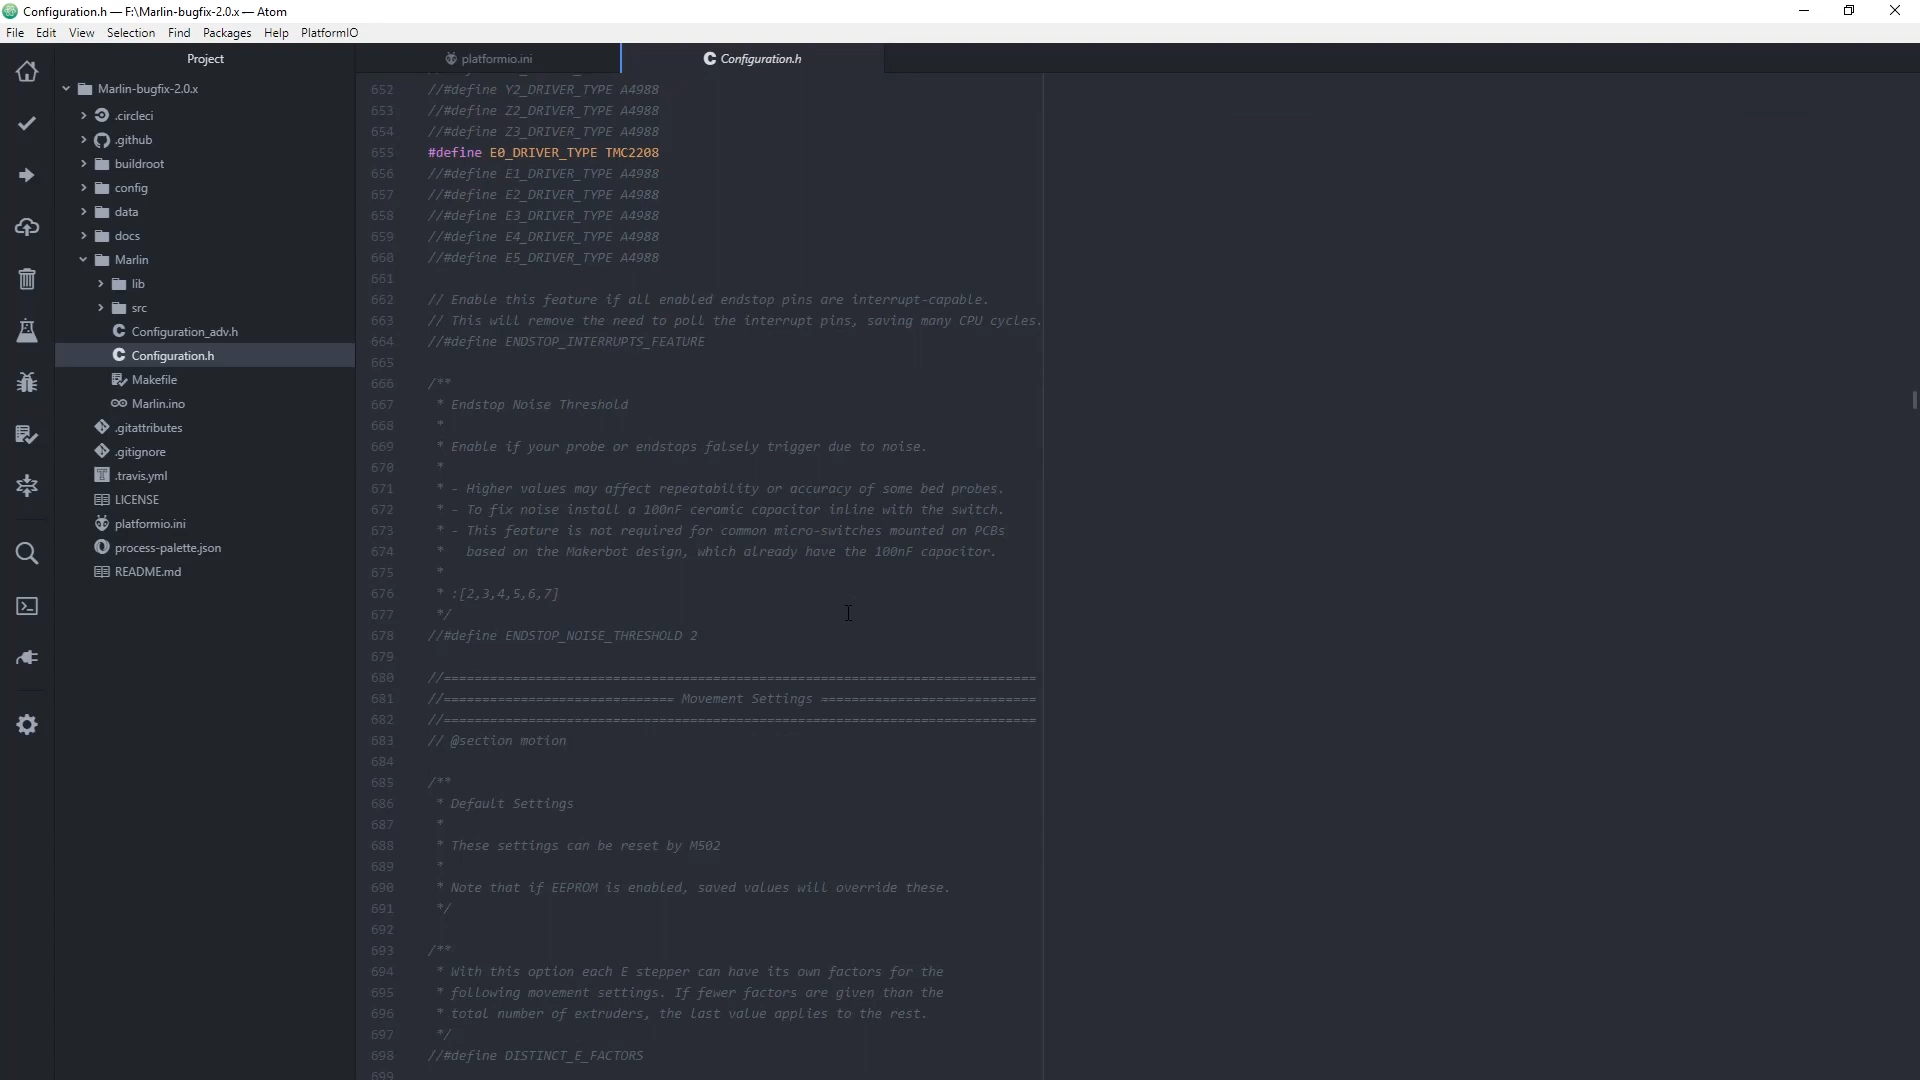 Configuration.h — F:\Marlin-bugfix-2.0.x — Atom
File Edit View Selection Find Packages Help PlatformIO
Project
Marlin-bugfix-2.0.x
.circleci
.github
buildroot
config
data
docs
Marlin
lib
src
Configuration_adv.h
Configuration.h
Makefile
Marlin.ino
.gitattributes
.gitignore
.travis.yml
LICENSE
platformio.ini
process-palette.json
README.md
platformio.ini
Configuration.h
652 //#define Y2_DRIVER_TYPE A4988
653 //#define Z2_DRIVER_TYPE A4988
654 //#define Z3_DRIVER_TYPE A4988
655 #define E0_DRIVER_TYPE TMC2208
656 //#define E1_DRIVER_TYPE A4988
657 //#define E2_DRIVER_TYPE A4988
658 //#define E3_DRIVER_TYPE A4988
659 //#define E4_DRIVER_TYPE A4988
660 //#define E5_DRIVER_TYPE A4988
661
662 // Enable this feature if all enabled endstop pins are interrupt-capable.
663 // This will remove the need to poll the interrupt pins, saving many CPU cycles.
664 //#define ENDSTOP_INTERRUPTS_FEATURE
665
666 /**
667 * Endstop Noise Threshold
668 *
669 * Enable if your probe or endstops falsely trigger due to noise.
670 *
671 * - Higher values may affect repeatability or accuracy of some bed probes.
672 * - To fix noise install a 100nF ceramic capacitor inline with the switch.
673 * - This feature is not required for common micro-switches mounted on PCBs
674 * based on the Makerbot design, which already have the 100nF capacitor.
675 *
676 * :[2,3,4,5,6,7]
677 */
678 //#define ENDSTOP_NOISE_THRESHOLD 2
679
680 //=============================================================================
681 //============================== Movement Settings ============================
682 //=============================================================================
683 // @section motion
684
685 /**
686 * Default Settings
687 *
688 * These settings can be reset by M502
689 *
690 * Note that if EEPROM is enabled, saved values will override these.
691 */
692
693 /**
694 * With this option each E stepper can have its own factors for the
695 * following movement settings. If fewer factors are given than the
696 * total number of extruders, the last value applies to the rest.
697 */
698 //#define DISTINCT_E_FACTORS
699